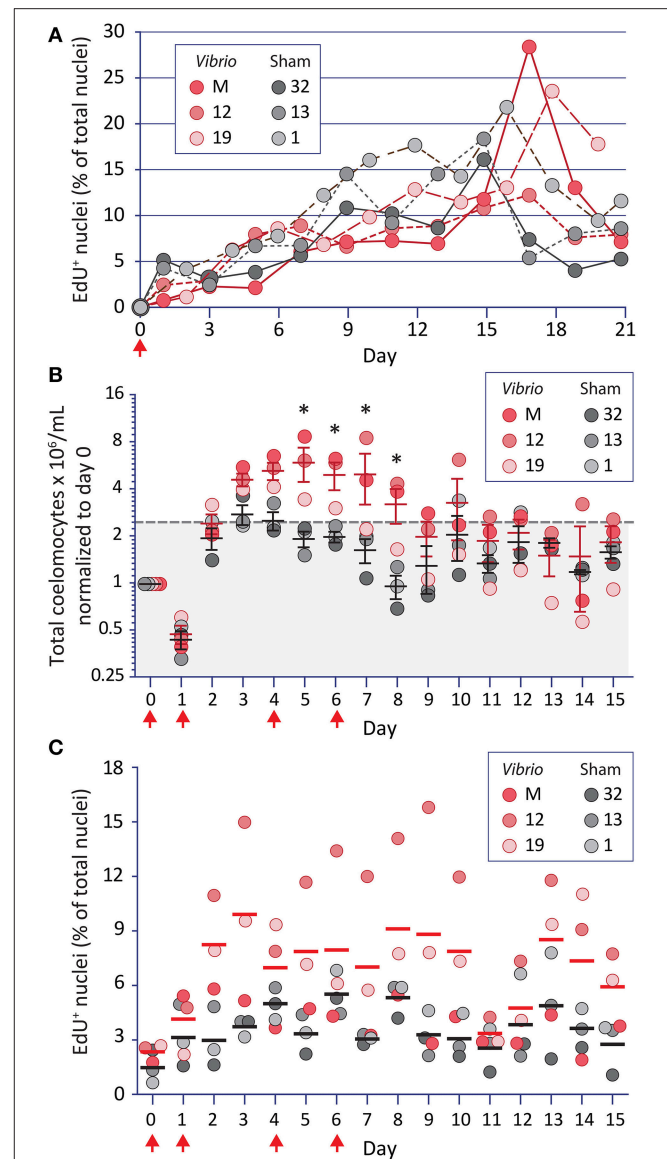 A
30
25
20
15
10
5
0
EdU⁺ nuclei (% of total nuclei)
Vibrio Sham
M 32
12 13
19 1
0 3 6 9 12 15 18 21
Day
B
16
8
4
2
1
0.5
0.25
Total coelomocytes x 10⁶/mL
normalized to day 0
Vibrio Sham
M 32
12 13
19 1
* * * *
0 1 2 3 4 5 6 7 8 9 10 11 12 13 14 15
Day
C
18
15
12
9
6
3
0
EdU⁺ nuclei (% of total nuclei)
Vibrio Sham
M 32
12 13
19 1
0 1 2 3 4 5 6 7 8 9 10 11 12 13 14 15
Day